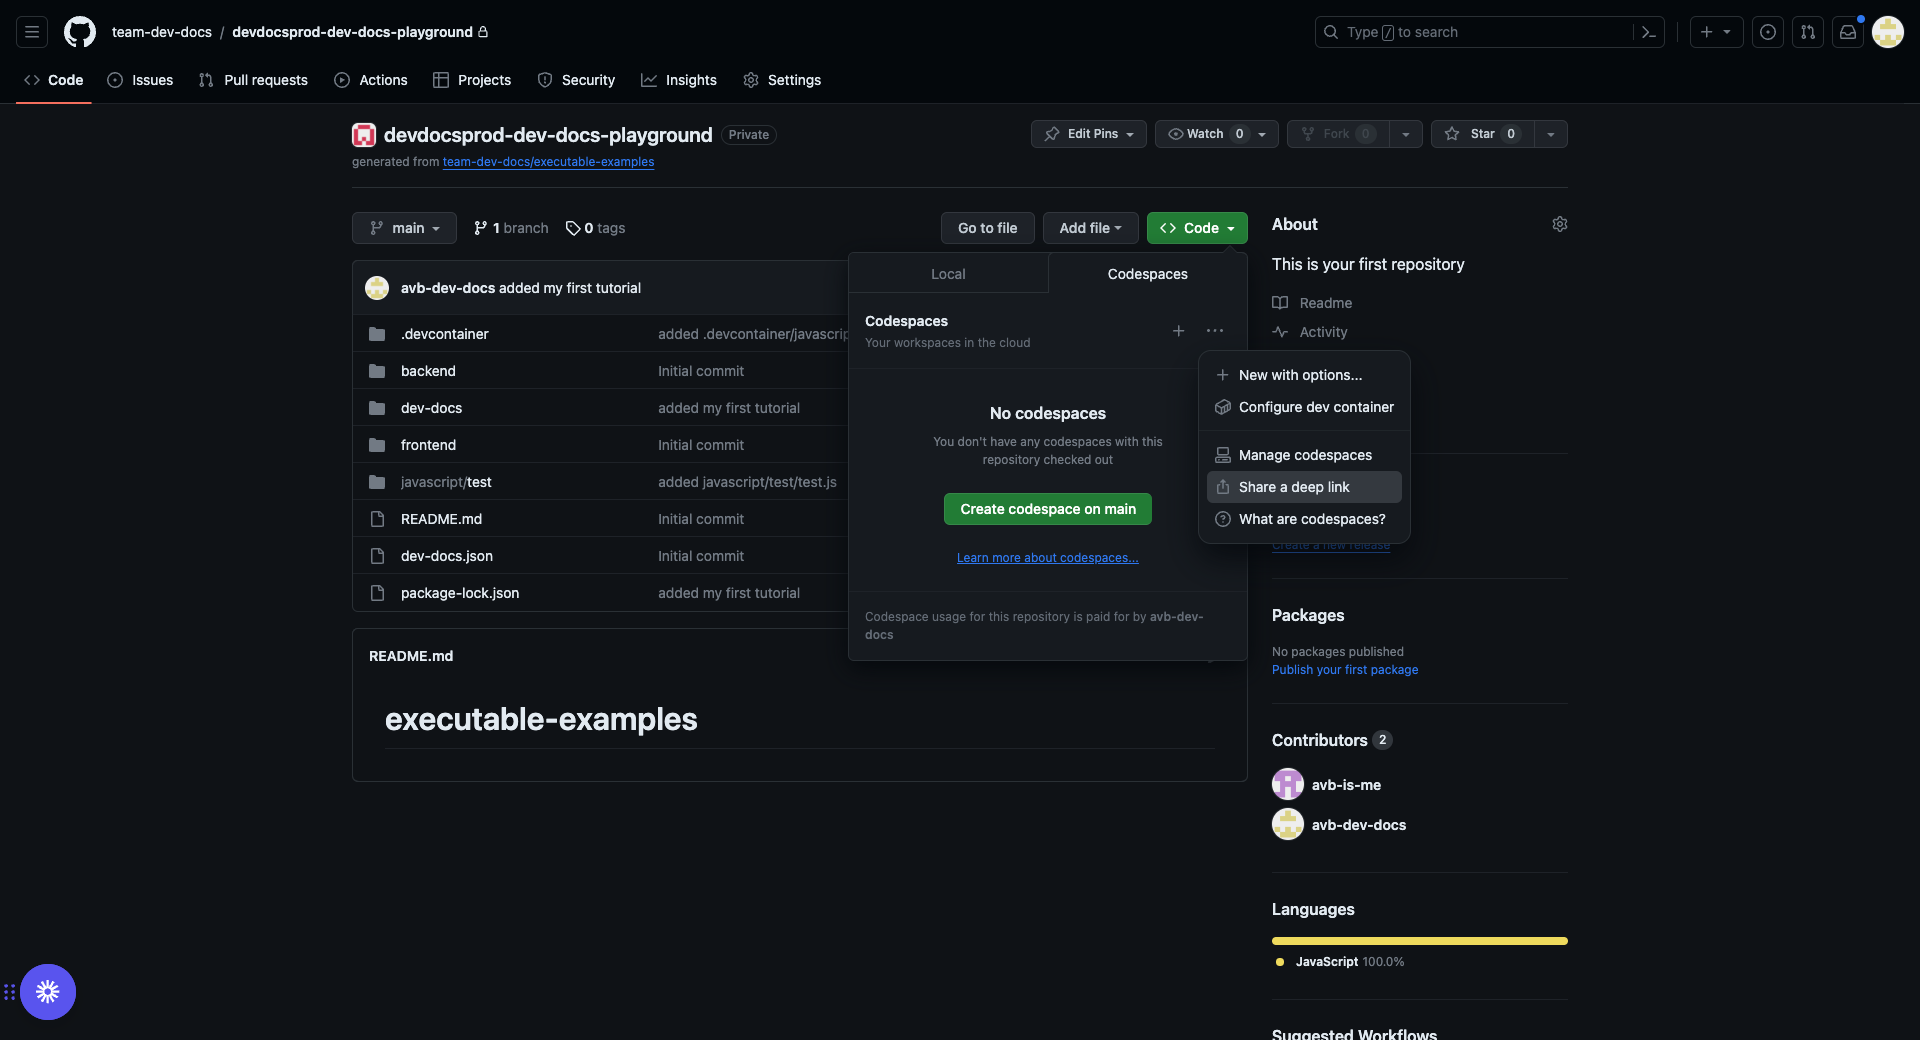 team-dev-docs / devdocsprod-dev-docs-playground
Type / to search
Code Issues Pull requests Actions Projects Security Insights Settings
devdocsprod-dev-docs-playground Private
Edit Pins Watch 0 Fork 0 Star 0
generated from team-dev-docs/executable-examples
main 1 branch 0 tags
Go to file Add file Code
avb-dev-docs added my first tutorial
.devcontainer added .devcontainer/javascrip
backend Initial commit
dev-docs added my first tutorial
frontend Initial commit
javascript/test added javascript/test/test.js
README.md Initial commit
dev-docs.json Initial commit
package-lock.json added my first tutorial
README.md
executable-examples
Local Codespaces
Codespaces
Your workspaces in the cloud
No codespaces
You don't have any codespaces with this
repository checked out
Create codespace on main
Learn more about codespaces...
Codespace usage for this repository is paid for by avb-dev-
docs
New with options...
Configure dev container
Manage codespaces
Share a deep link
What are codespaces?
About
This is your first repository
Readme
Activity
Create a new release
Packages
No packages published
Publish your first package
Contributors 2
avb-is-me
avb-dev-docs
Languages
JavaScript 100.0%
Suggested Workflows